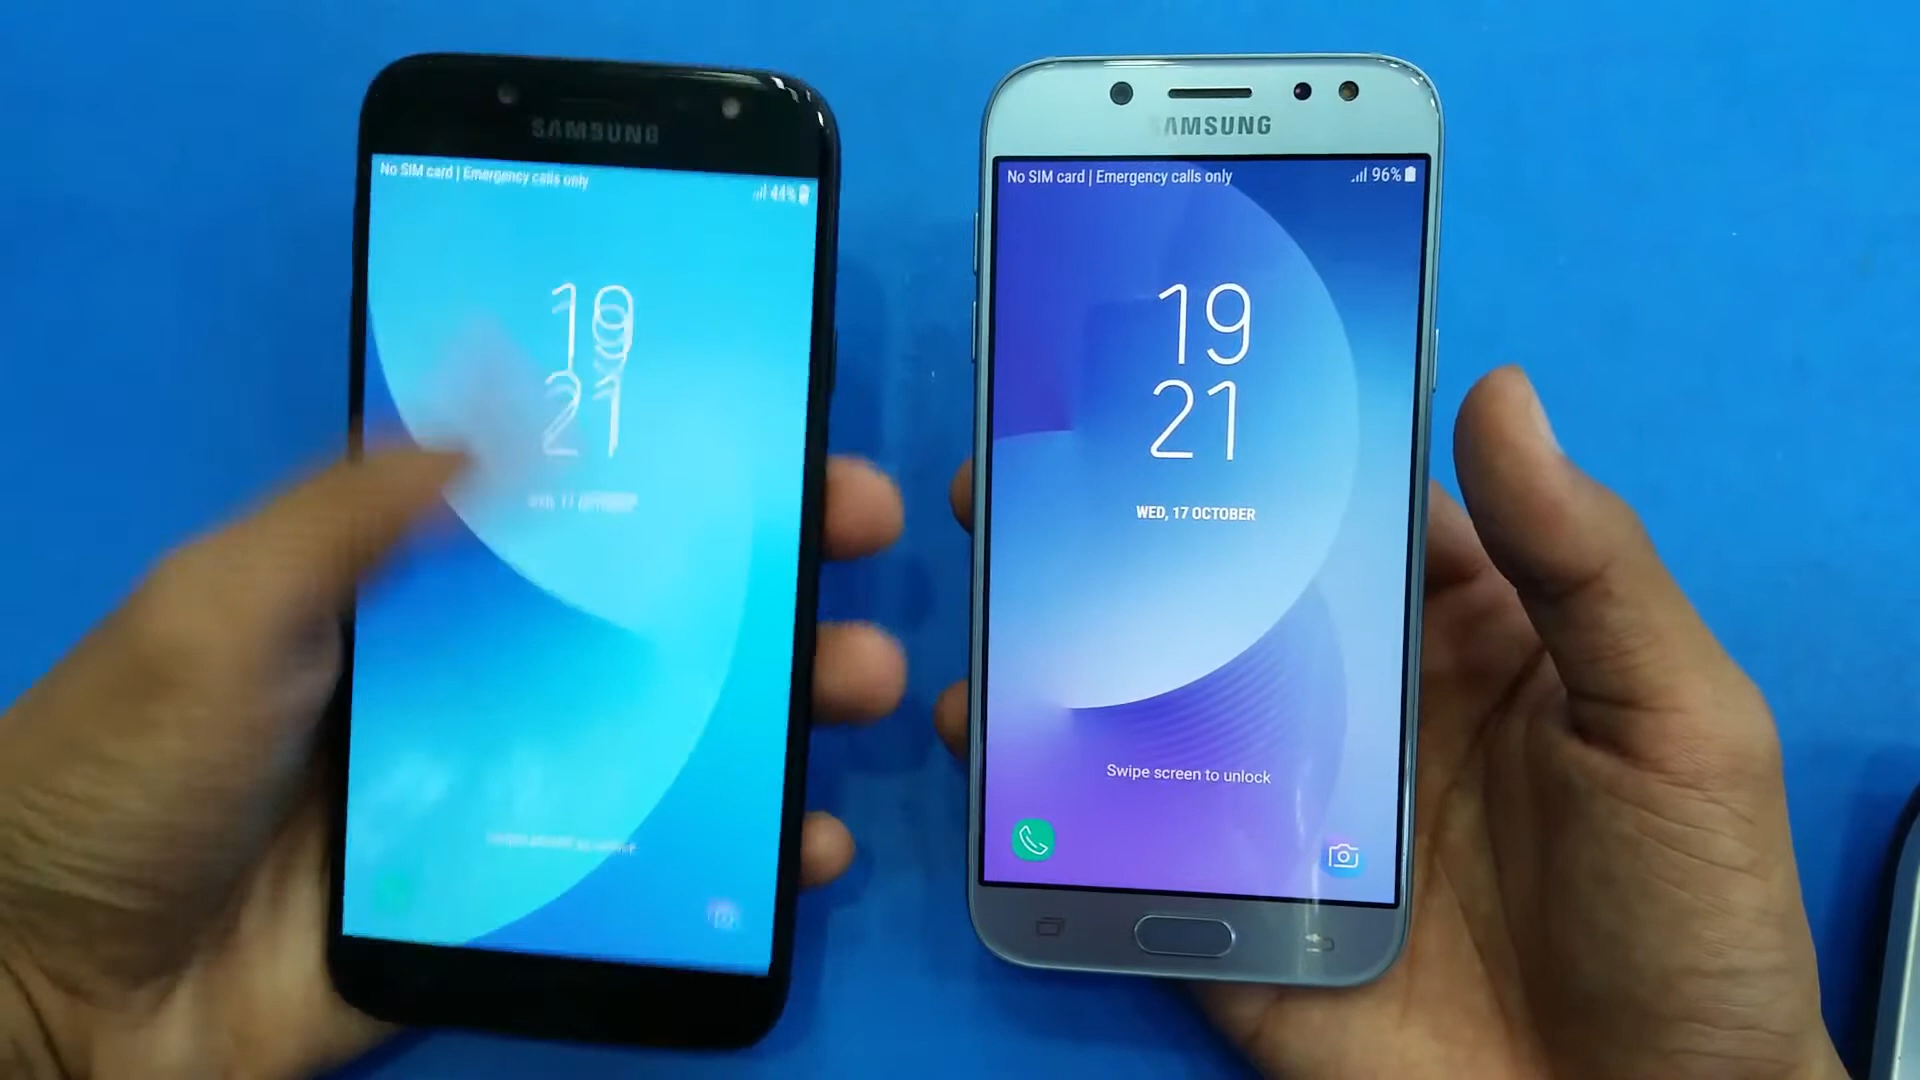 SAMSUNG
No SIM card | Emergency calls only
44%
19
21
SAMSUNG
No SIM card | Emergency calls only
96%
19
21
WED, 17 OCTOBER
Swipe screen to unlock